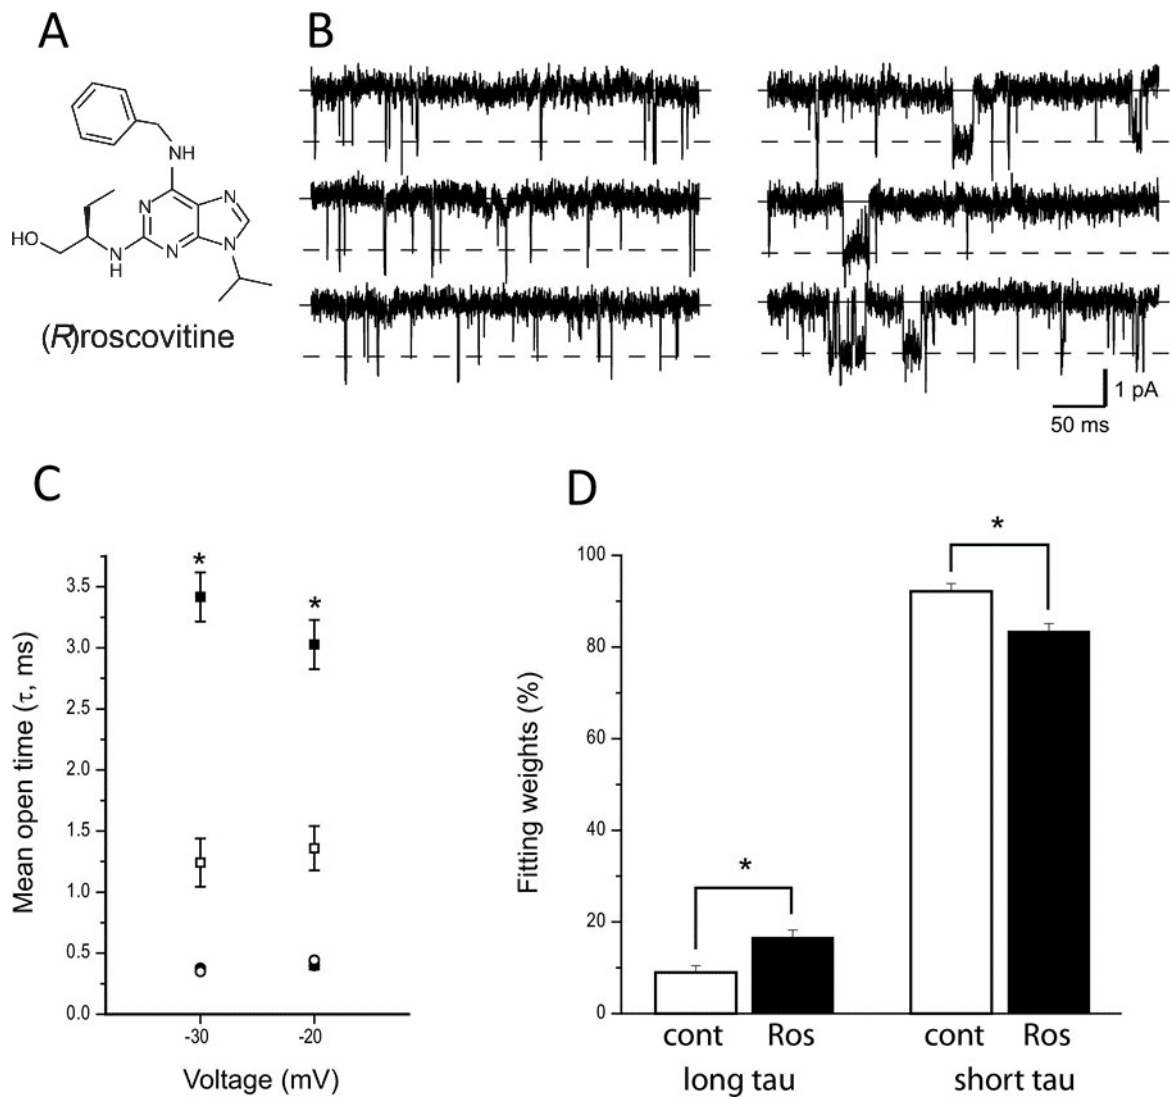 A
B
NH
N
N
N
N
N
H
HO
(R)roscovitine
1 pA
50 ms
C
D
*
*
3.5
3.0
2.5
2.0
1.5
1.0
0.5
0.0
-30
-20
Mean open time (τ, ms)
Voltage (mV)
*
*
100
80
60
40
20
0
Fitting weights (%)
cont Ros cont Ros
long tau short tau